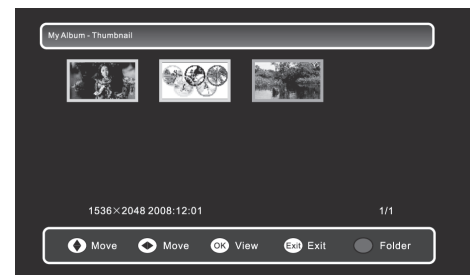 My Album - Thumbnail
1536×2048 2008:12:01 1/1
Move Move OK View Exit Exit Folder